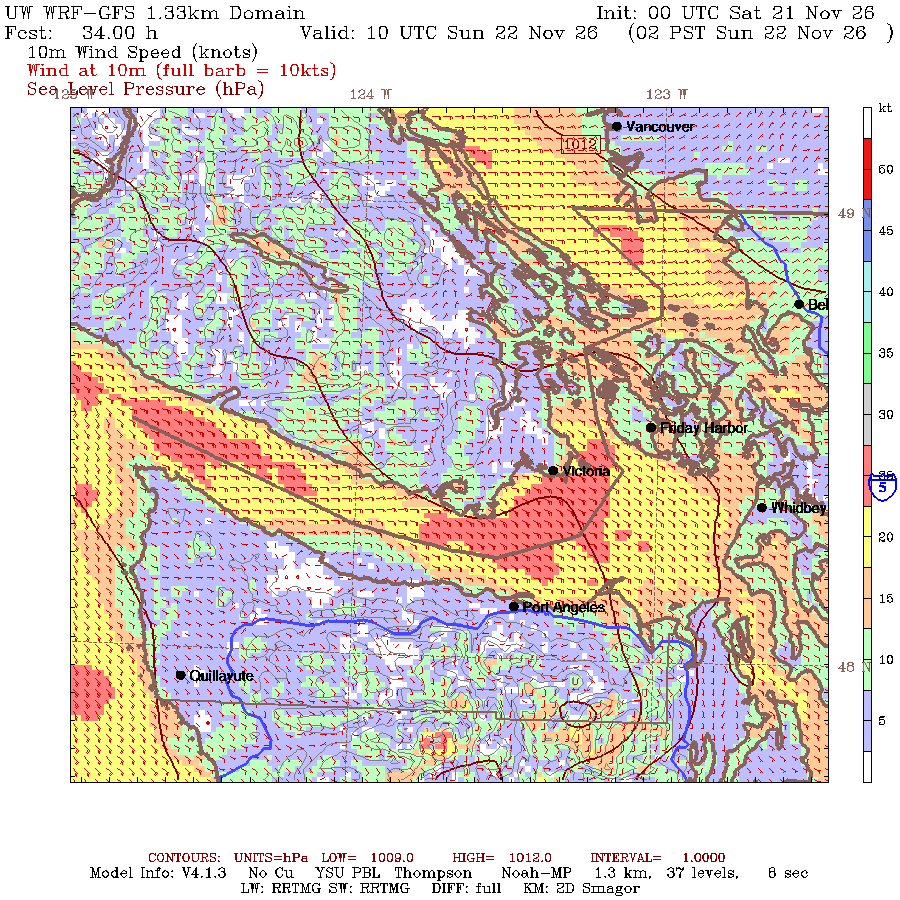 UW WRF-GFS 1.33km Domain Init: 00 UTC Sat 21 Nov 26
Fcst: 34.00 h Valid: 10 UTC Sun 22 Nov 26 (02 PST Sun 22 Nov 26 )
10m Wind Speed (knots)
Wind at 10m (full barb = 10kts)
Sea Level Pressure (hPa)
124 W 123 W
kt
Vancouver
1012
60
49 N
45
40
Bel
35
30
Friday Harbor
Victoria
5
Whidbey
20
15
Port Angeles
10
48 N
Quillayute
5
CONTOURS: UNITS=hPa LOW= 1009.0 HIGH= 1012.0 INTERVAL= 1.0000
Model Info: V4.1.3 No Cu YSU PBL Thompson Noah-MP 1.3 km, 37 levels, 8 sec
LW: RRTMG SW: RRTMG DIFF: full KM: 2D Smagor